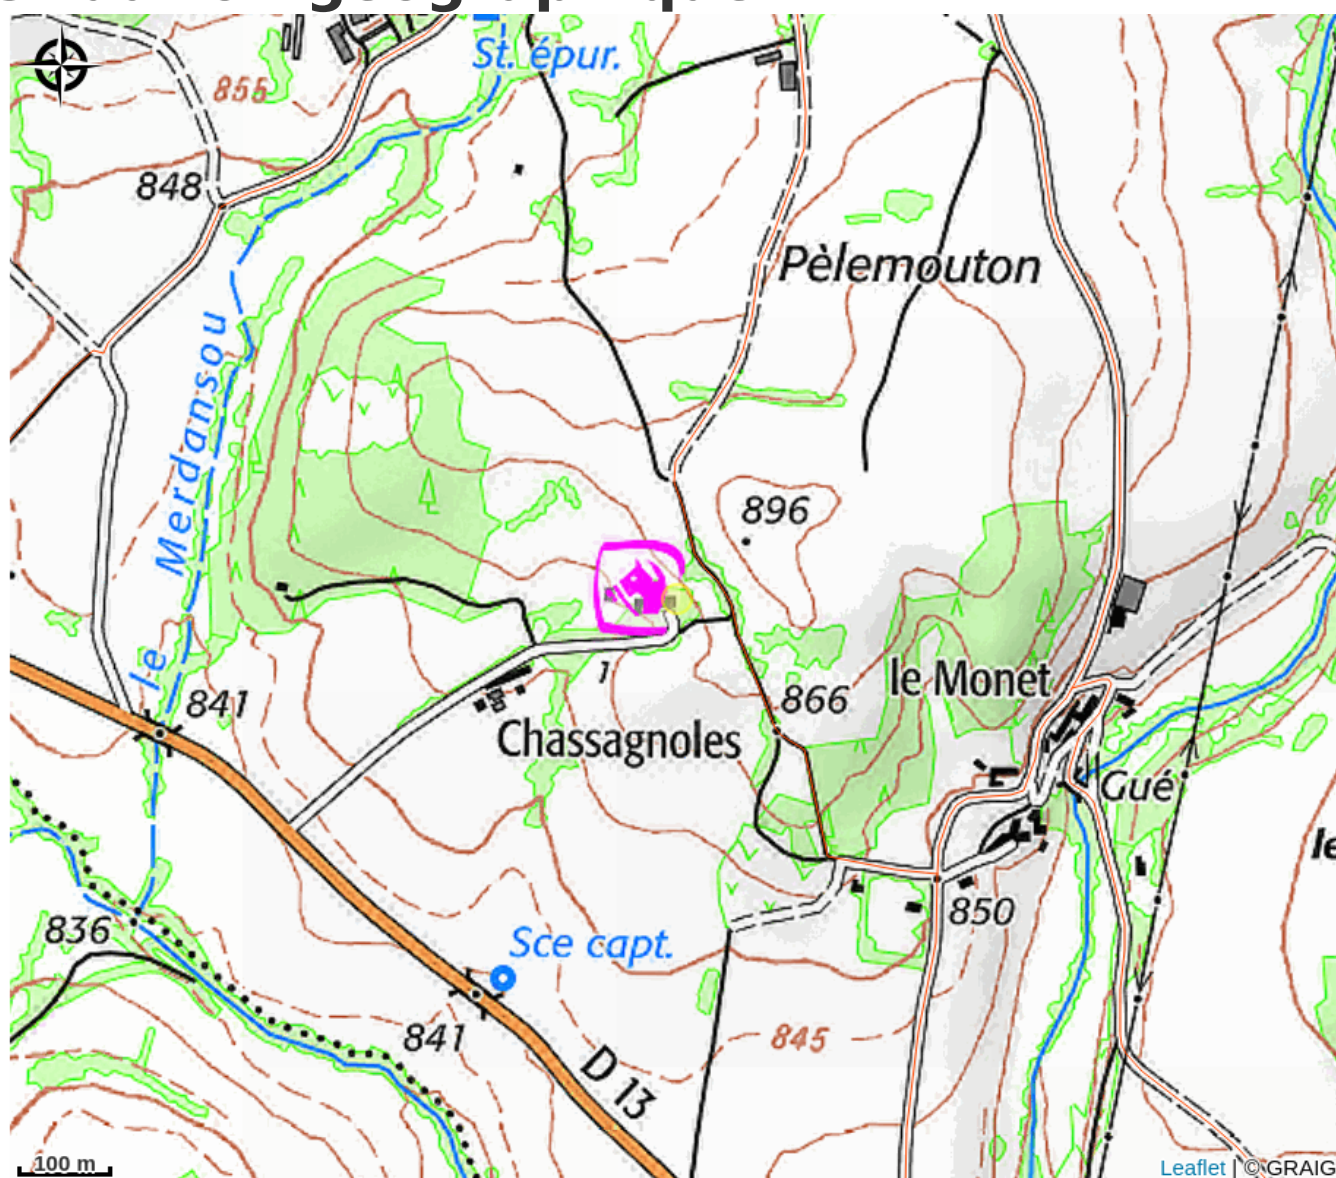 St. épur.
855
848
Pèlemouton
le Merdansou
896
1
841
866
le Monet
Chassagnoles
Gué
850
836
Sce capt.
841
845
D 13
100 m
Leaflet | © GRAIG